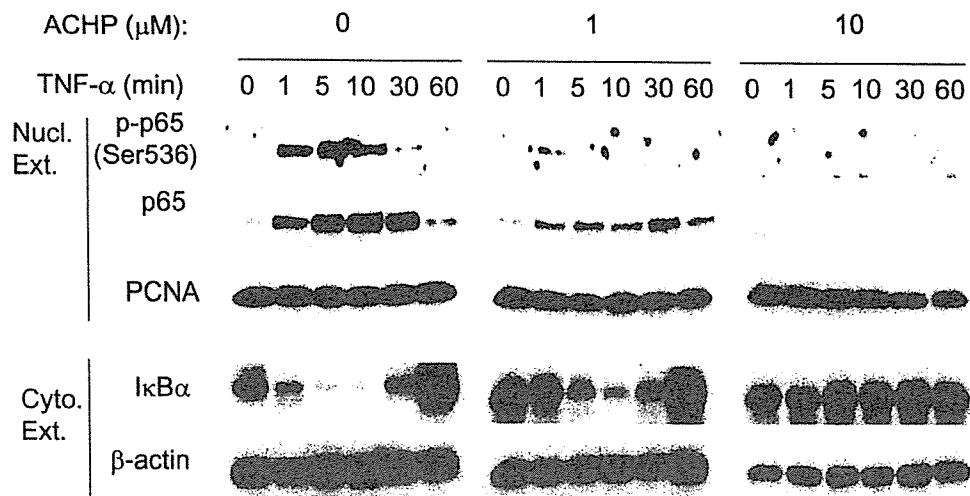 ACHP (μM): 0 1 10
TNF-α (min) 0 1 5 10 30 60 0 1 5 10 30 60 0 1 5 10 30 60
Nucl. Ext.
p-p65 (Ser536)
p65
PCNA
Cyto. Ext.
IκBα
β-actin